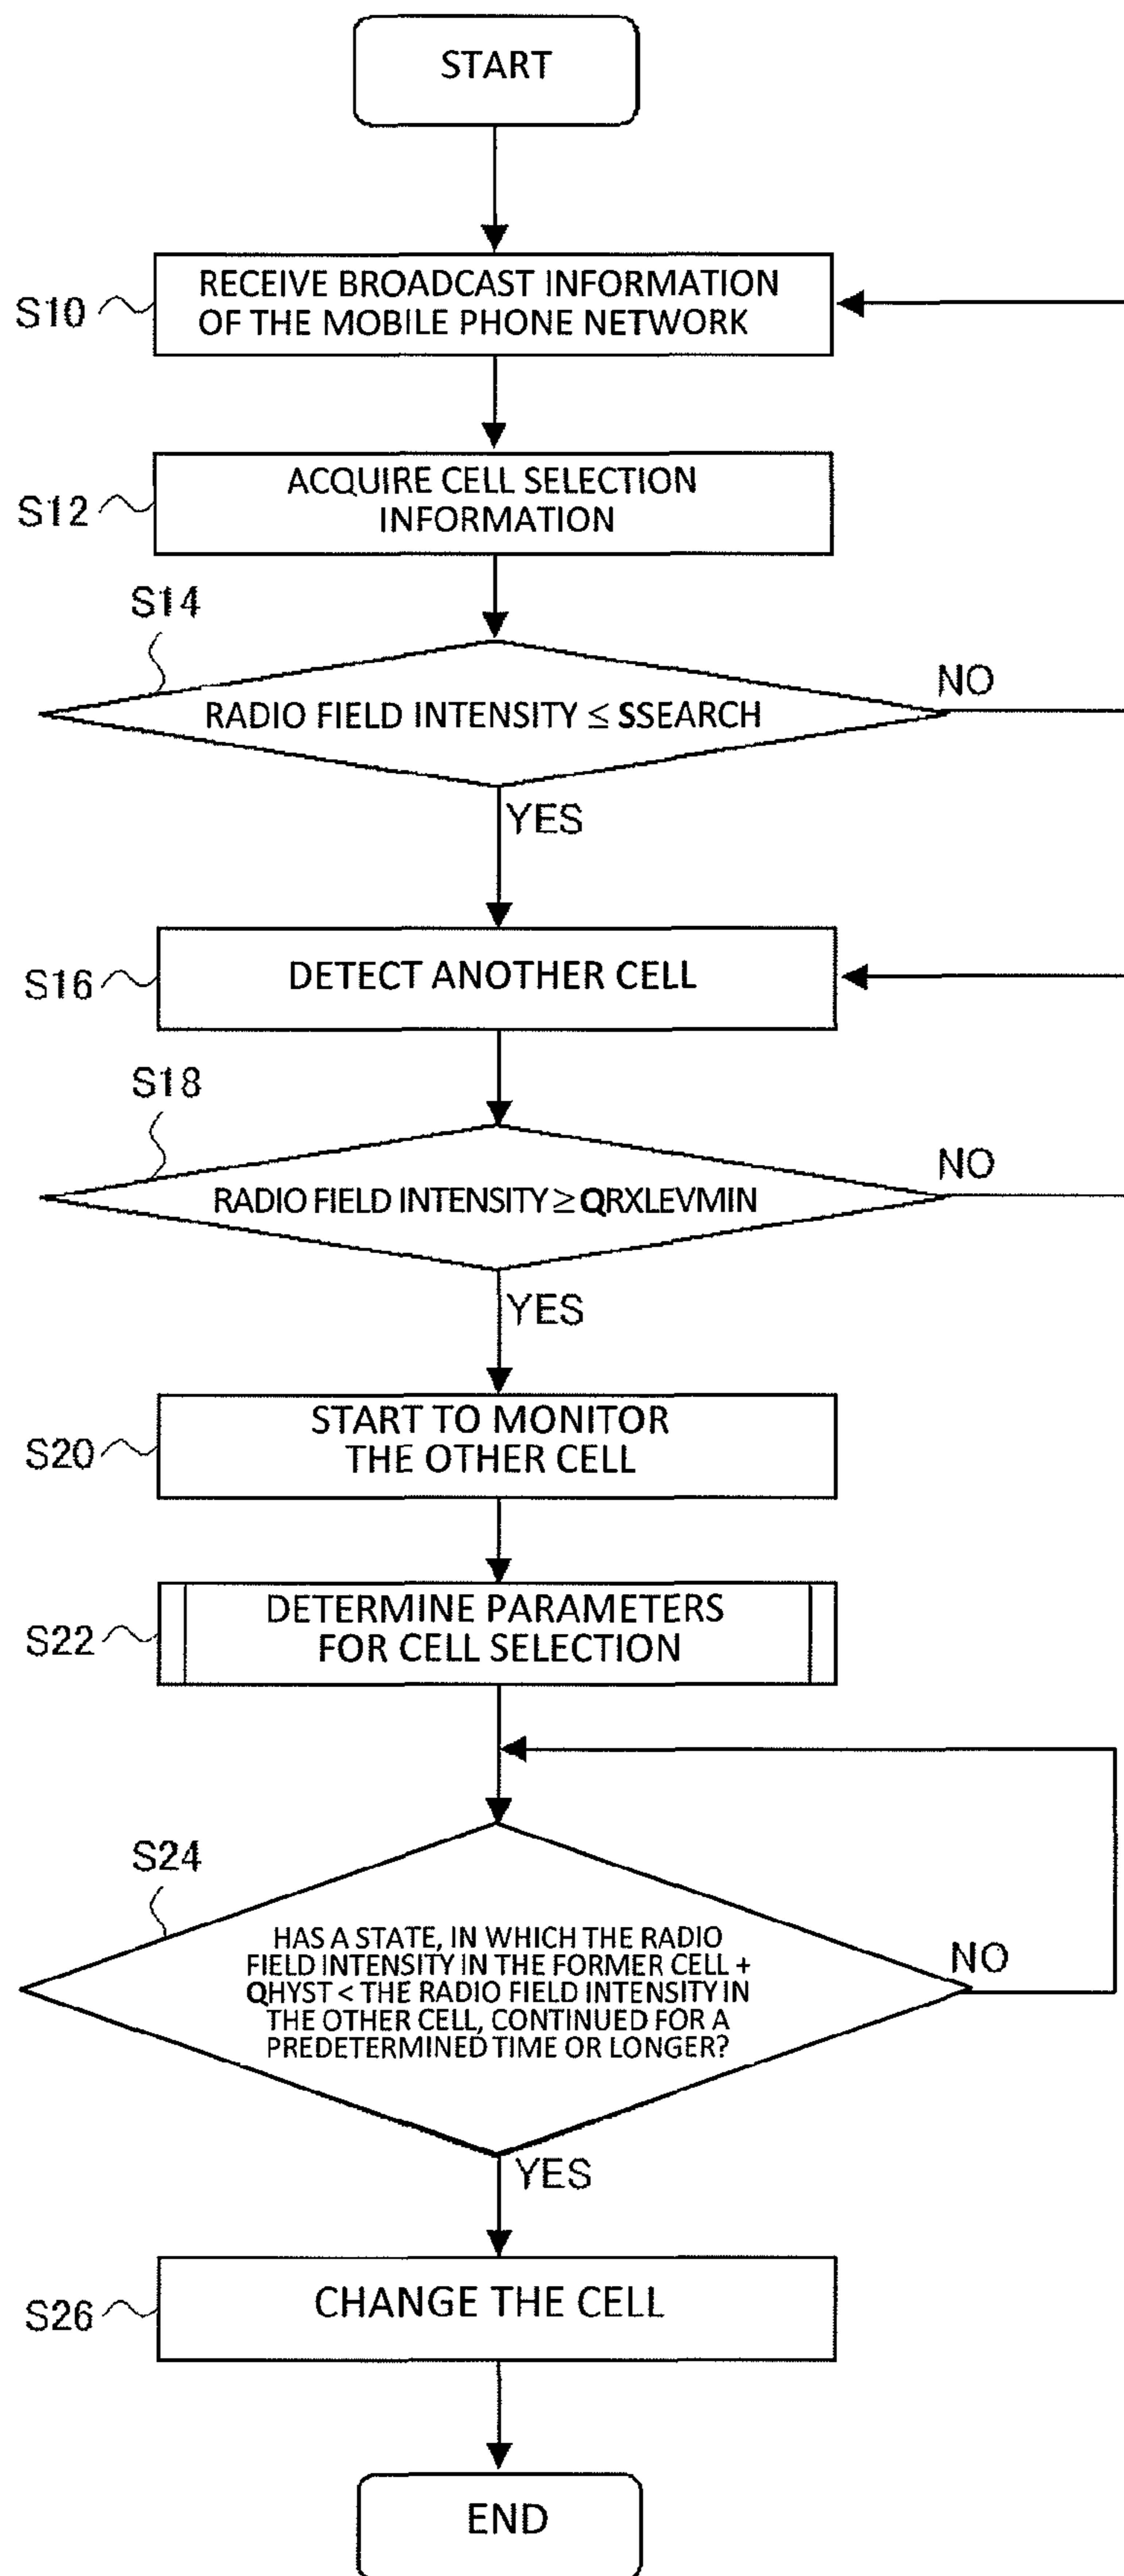 START
S10
RECEIVE BROADCAST INFORMATION
OF THE MOBILE PHONE NETWORK
S12
ACQUIRE CELL SELECTION
INFORMATION
S14
RADIO FIELD INTENSITY ≤ SSEARCH
NO
YES
S16
DETECT ANOTHER CELL
S18
RADIO FIELD INTENSITY ≥ QRXLEVMIN
NO
YES
S20
START TO MONITOR
THE OTHER CELL
S22
DETERMINE PARAMETERS
FOR CELL SELECTION
S24
HAS A STATE, IN WHICH THE RADIO
FIELD INTENSITY IN THE FORMER CELL +
QHYST < THE RADIO FIELD INTENSITY IN
THE OTHER CELL, CONTINUED FOR A
PREDETERMINED TIME OR LONGER?
NO
YES
S26
CHANGE THE CELL
END